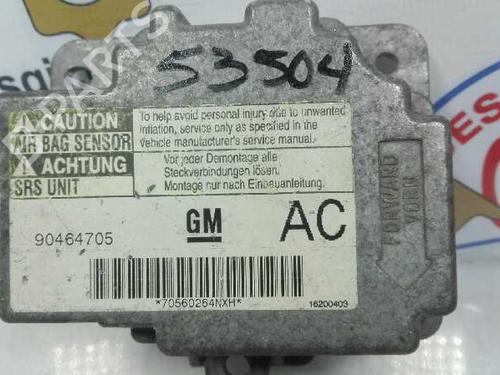 53504
CAUTION
AIR BAG SENSOR
ACHTUNG
SRS UNIT
To help avoid personal injury due to unwanted
initiation, service only as specified in the
vehicle manufacturer's service manual.
Vor jeder Demontage alle
Steckverbindungen lösen.
Montage nur nach Einbauanleitung.
90464705
GM
AC
*70560264NXH*
16200403
FORWARD
VORN
PARTS